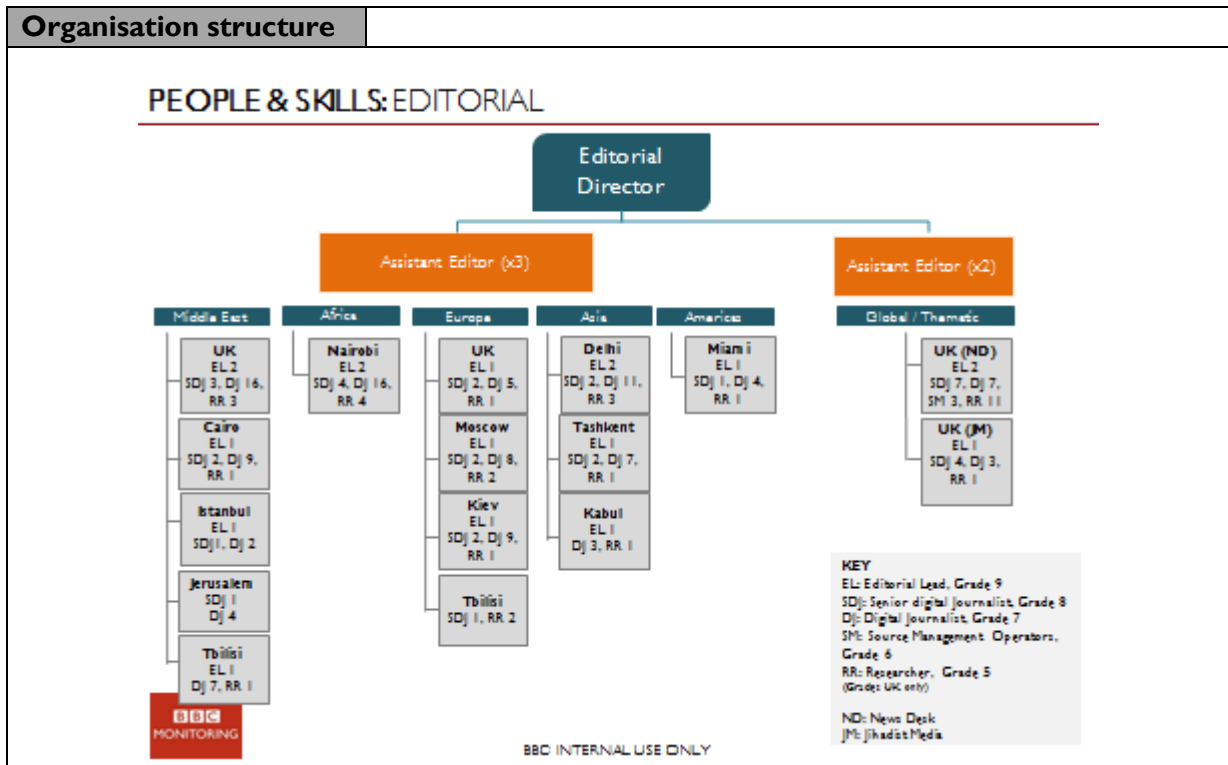 Organisation structure
PEOPLE & SKILLS: EDITORIAL
Editorial
Director
Assistant Editor (x3)
Assistant Editor (x2)
Middle East
Africa
Europe
Asia
Americas
Global / Thematic
UK
EL 2
SDJ 3, DJ 16,
RR 3
Cairo
EL 1
SDJ 2, DJ 9,
RR 1
Istanbul
EL 1
SDJ1, DJ 2
Jerusalem
SDJ 1
DJ 4
Tbilisi
EL 1
DJ 7, RR 1
Nairobi
EL 2
SDJ 4, DJ 16,
RR 4
UK
EL 1
SDJ 2, DJ 5,
RR 1
Moscow
EL 1
SDJ 2, DJ 8,
RR 2
Kiev
EL 1
SDJ 2, DJ 9,
RR 1
Tbilisi
SDJ 1, RR 2
Delhi
EL 2
SDJ 2, DJ 11,
RR 3
Tashkent
EL 1
SDJ 2, DJ 7,
RR 1
Kabul
EL 1
DJ 3, RR 1
Miami
EL 1
SDJ 1, DJ 4,
RR 1
UK (ND)
EL 2
SDJ 7, DJ 7,
SM 3, RR 11
UK (JM)
EL 1
SDJ 4, DJ 3,
RR 1
KEY
EL: Editorial Lead, Grade 9
SDJ: Senior digital Journalist, Grade 8
DJ: Digital Journalist, Grade 7
SM: Source Management Operators,
Grade 6
RR: Researcher, Grade 5
(Grades UK only)
ND: News Desk
JM: Jihadist Media
BBC
MONITORING
BBC INTERNAL USE ONLY